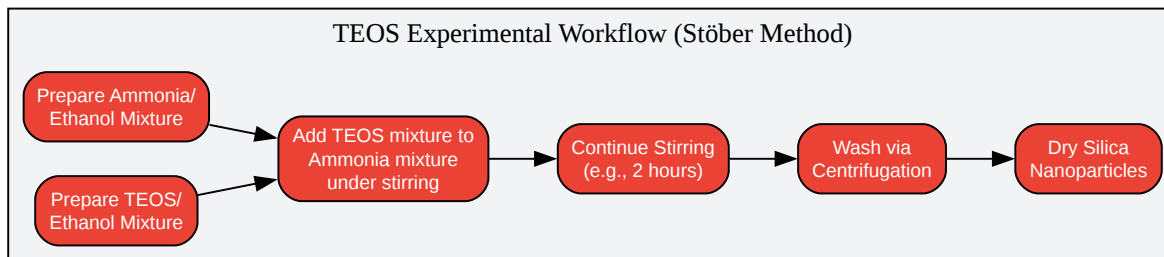 TEOS Experimental Workflow (Stöber Method)
Prepare Ammonia/
Ethanol Mixture
Prepare TEOS/
Ethanol Mixture
Add TEOS mixture to
Ammonia mixture
under stirring
Continue Stirring
(e.g., 2 hours)
Wash via
Centrifugation
Dry Silica
Nanoparticles